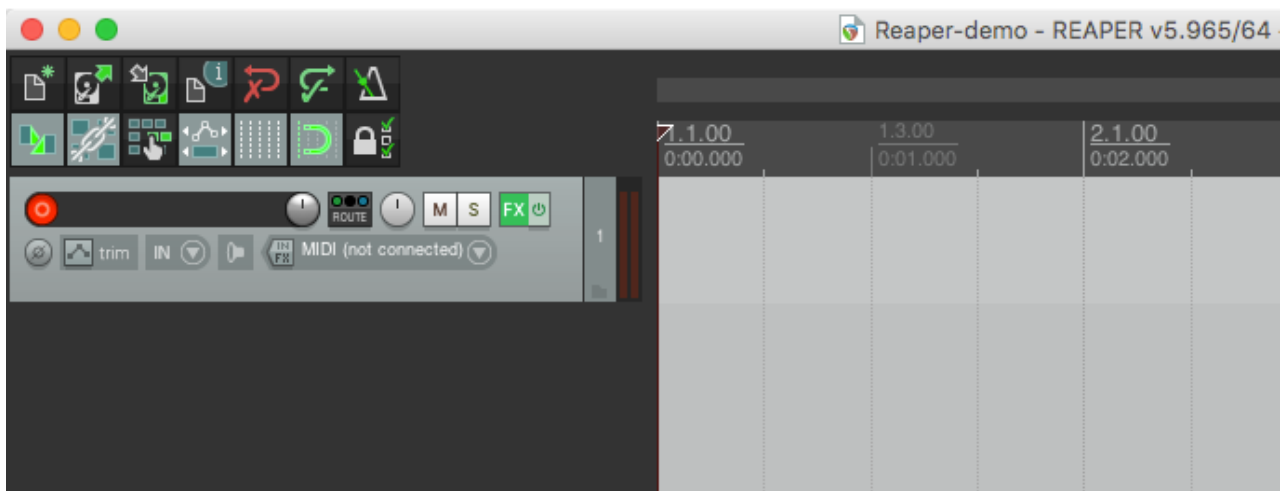 Reaper-demo - REAPER v5.965/64 -
i
1.1.00 1.3.00 2.1.00
0:00.000 0:01.000 0:02.000
ROUTE M S FX
1
trim IN IN FX MIDI (not connected)